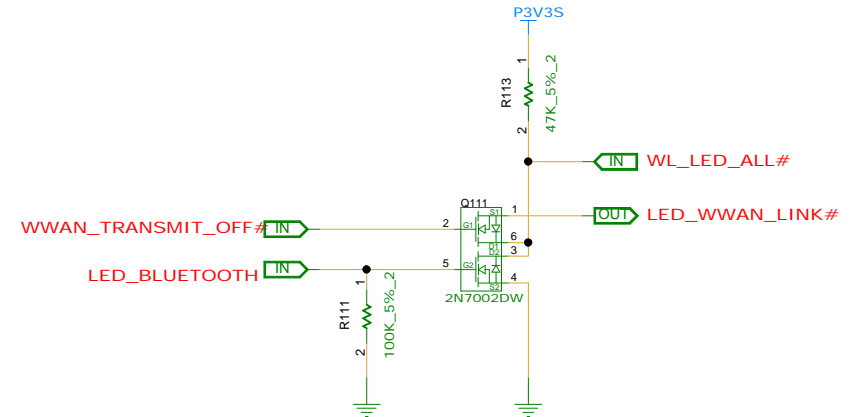 P3V3S
1
R113
47K_5%_2
2
IN WL_LED_ALL#
Q111
S1 1
OUT LED_WWAN_LINK#
WWAN_TRANSMIT_OFF# IN
2 G1
D1 6
D2 3
LED_BLUETOOTH IN
5 G2
S2 4
2N7002DW
1
R111
100K_5%_2
2